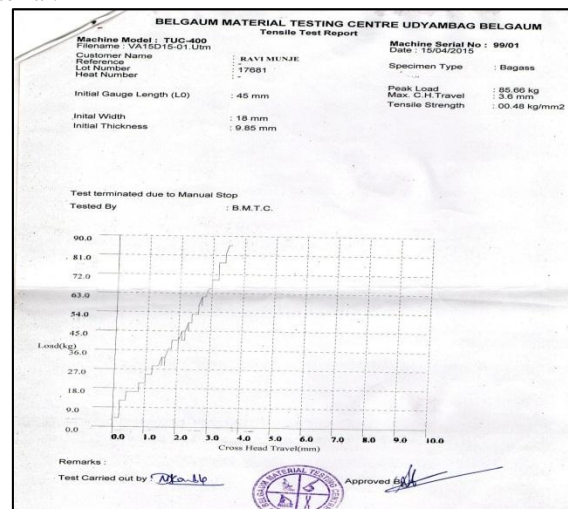 BELGAUM MATERIAL TESTING CENTRE UDYAMBAG BELGAUM
Tensile Test Report
Machine Model : TUC-400
Machine Serial No : 99/01
Filename : VA15D15-01.Utm
Date : 15/04/2015
Customer Name : RAVI MUNJE
Reference : -
Specimen Type : Bagass
Lot Number : 17681
Heat Number : -
Initial Gauge Length (L0) : 45 mm
Peak Load : 85.66 kg
Max. C.H.Travel : 3.6 mm
Tensile Strength : 00.48 kg/mm2
Inital Width : 18 mm
Initial Thickness : 9.85 mm
Test terminated due to Manual Stop
Tested By : B.M.T.C.
90.0
81.0
72.0
63.0
54.0
45.0
Load(kg)
36.0
27.0
18.0
9.0
0.0
0.0 1.0 2.0 3.0 4.0 5.0 6.0 7.0 8.0 9.0 10.0
Cross Head Travel(mm)
Remarks :
Test Carried out by :
Approved By
BELGAUM MATERIAL TESTING CENTRE